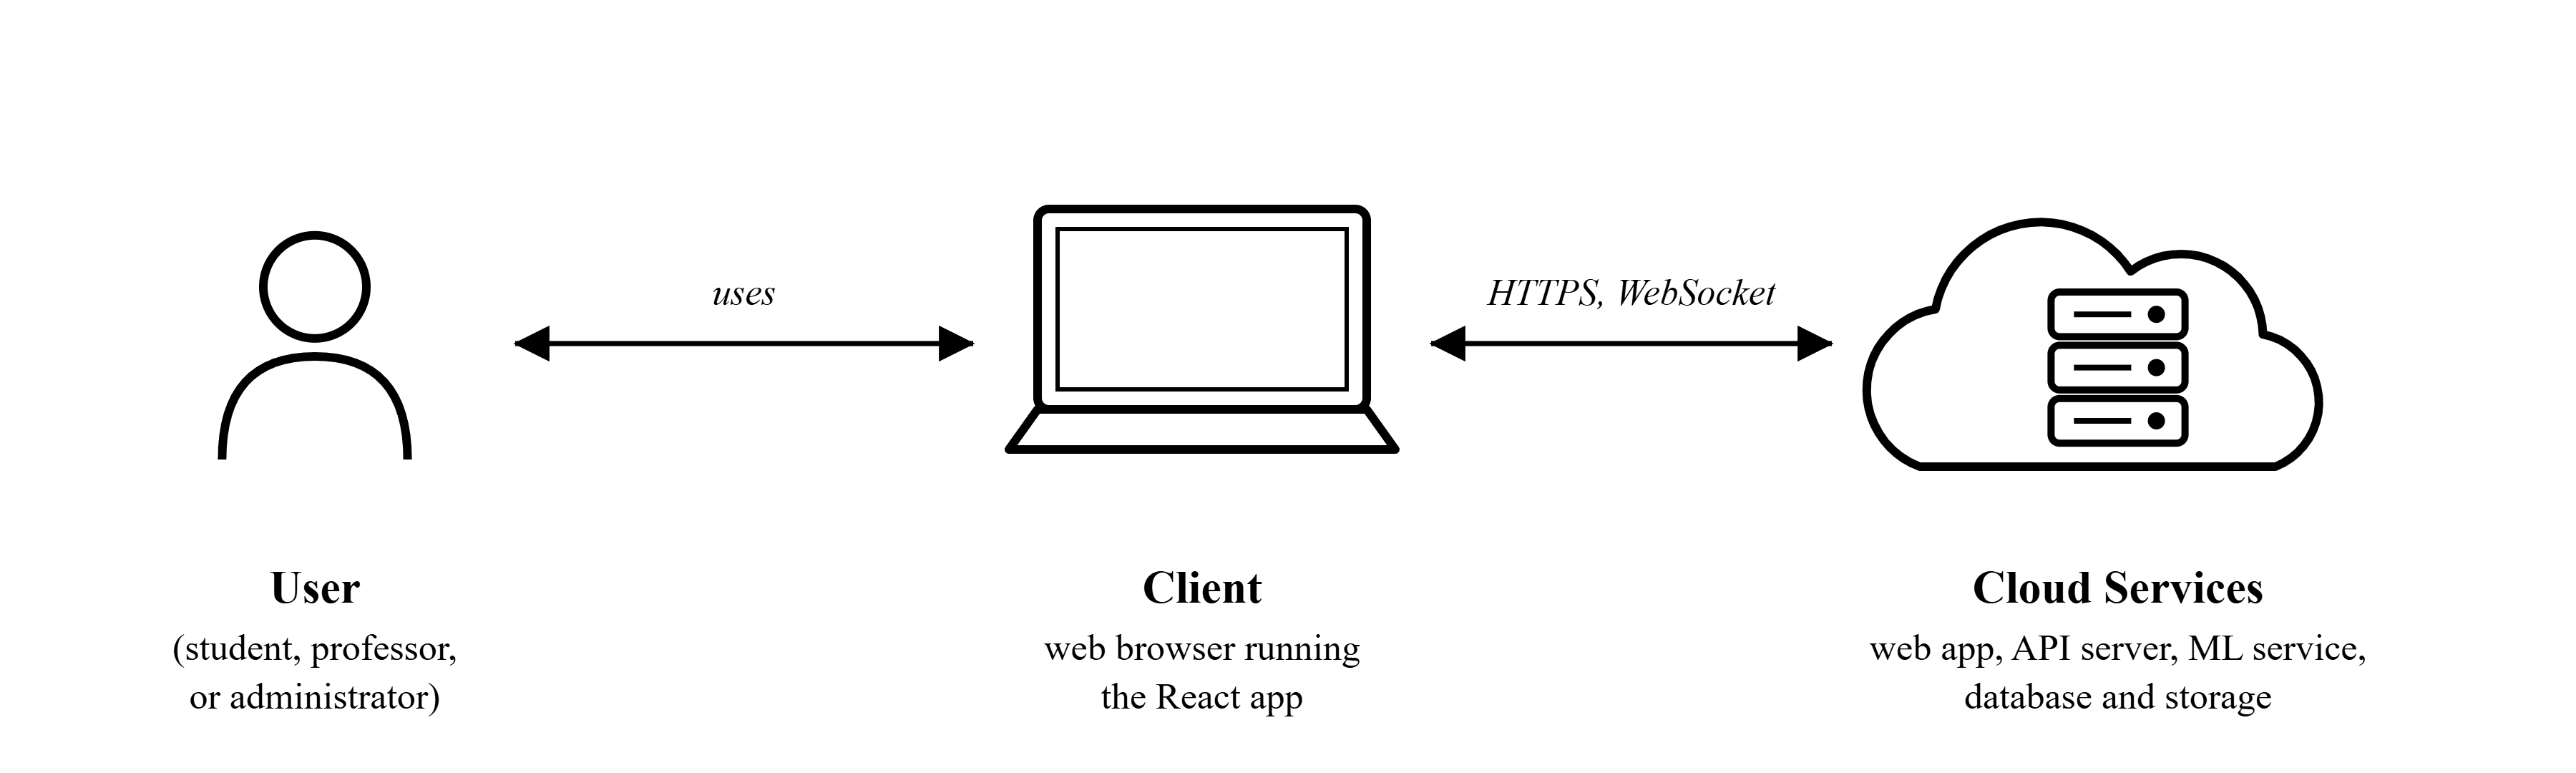 uses
HTTPS, WebSocket
User
(student, professor,
or administrator)
Client
web browser running
the React app
Cloud Services
web app, API server, ML service,
database and storage